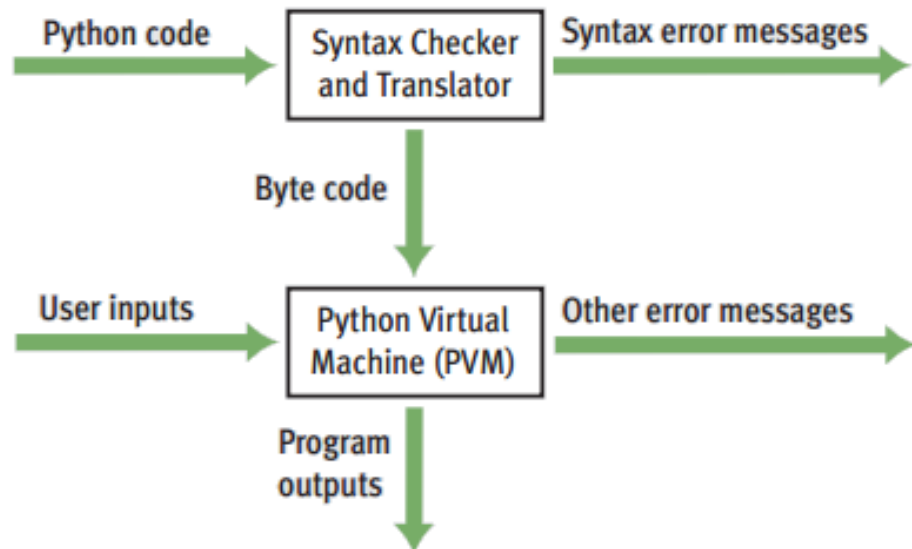 Python code
Syntax Checker
and Translator
Syntax error messages
Byte code
User inputs
Python Virtual
Machine (PVM)
Other error messages
Program
outputs